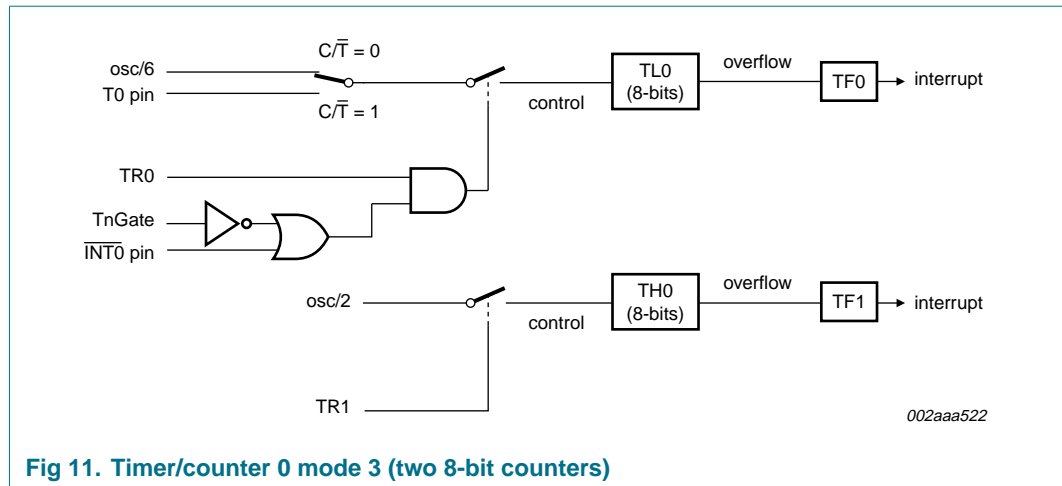 C/T̅ = 0
osc/6
T0 pin
C/T̅ = 1
control
TL0
(8-bits)
overflow
TF0
interrupt
TR0
TnGate
I̅N̅T̅0̅ pin
osc/2
control
TH0
(8-bits)
overflow
TF1
interrupt
TR1
002aaa522
Fig 11. Timer/counter 0 mode 3 (two 8-bit counters)